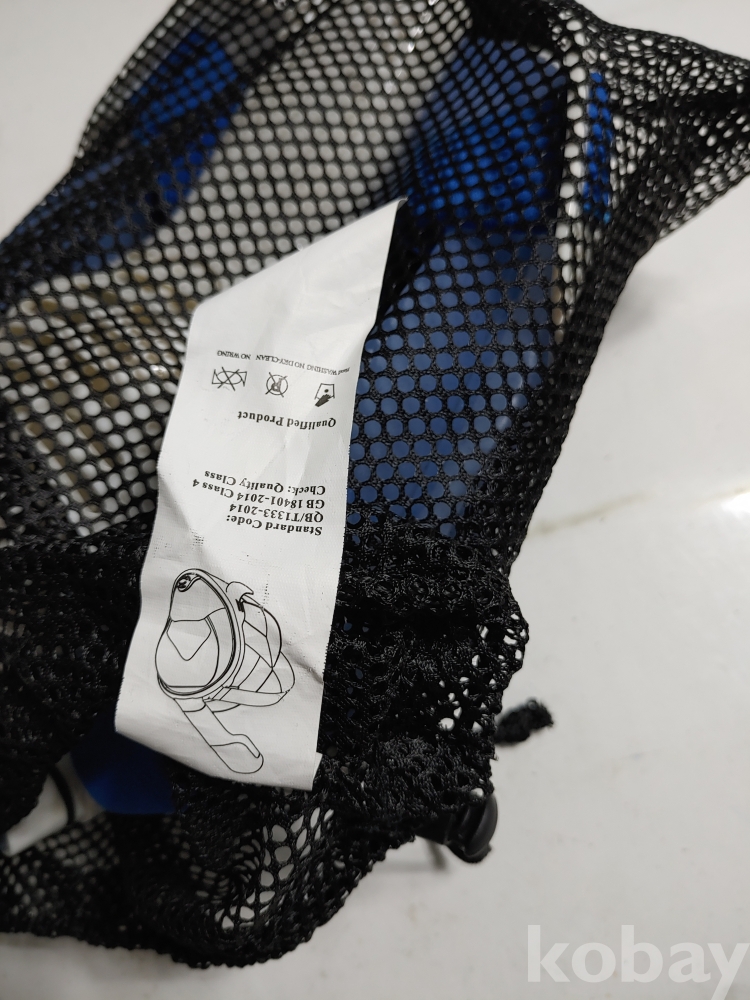 Standard Code:
QB/T1333-2014
GB 18401-2014 Class 4
Check: Quality Class
Qualified Product
Hand WASHING NO DRY-CLEAN NO WRING
kobay